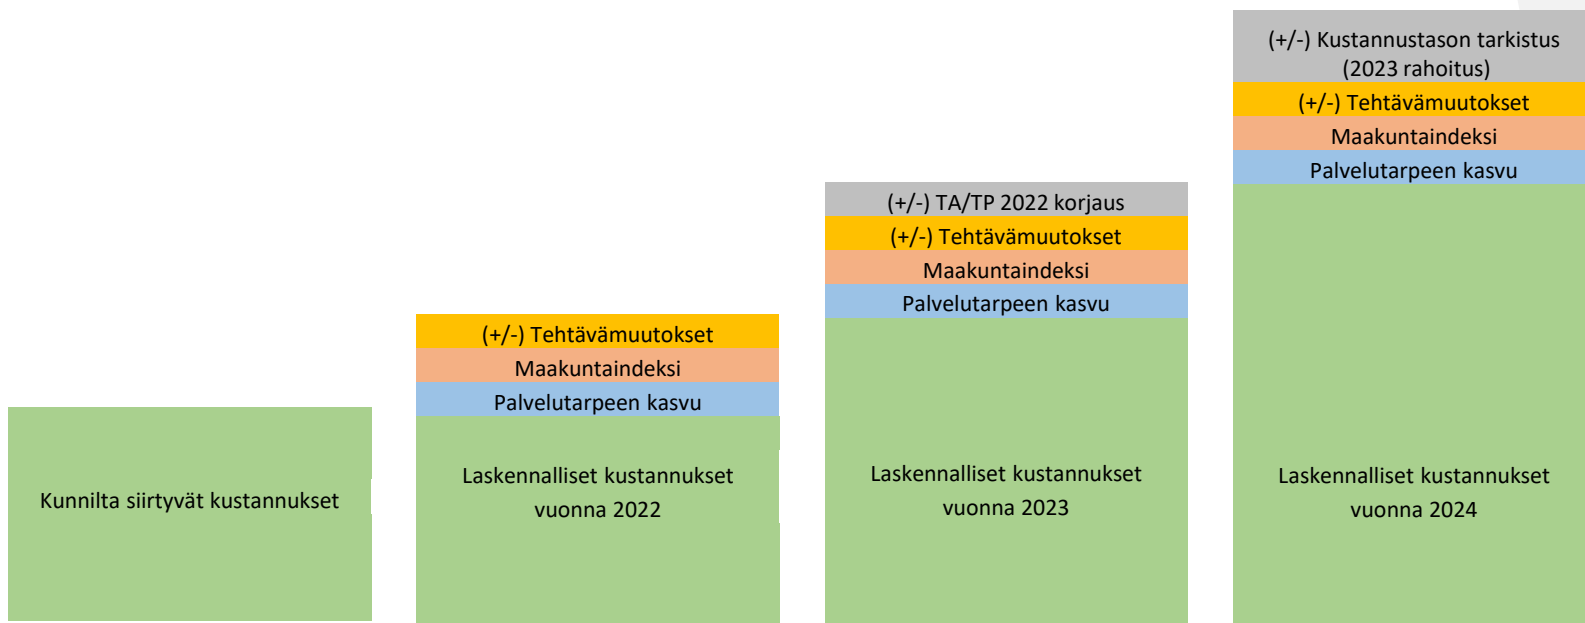 Kunnilta siirtyvät kustannukset
(+/-) Tehtävämuutokset
Maakuntaindeksi
Palvelutarpeen kasvu
Laskennalliset kustannukset
vuonna 2022
(+/-) TA/TP 2022 korjaus
(+/-) Tehtävämuutokset
Maakuntaindeksi
Palvelutarpeen kasvu
Laskennalliset kustannukset
vuonna 2023
(+/-) Kustannustason tarkistus
(2023 rahoitus)
(+/-) Tehtävämuutokset
Maakuntaindeksi
Palvelutarpeen kasvu
Laskennalliset kustannukset
vuonna 2024